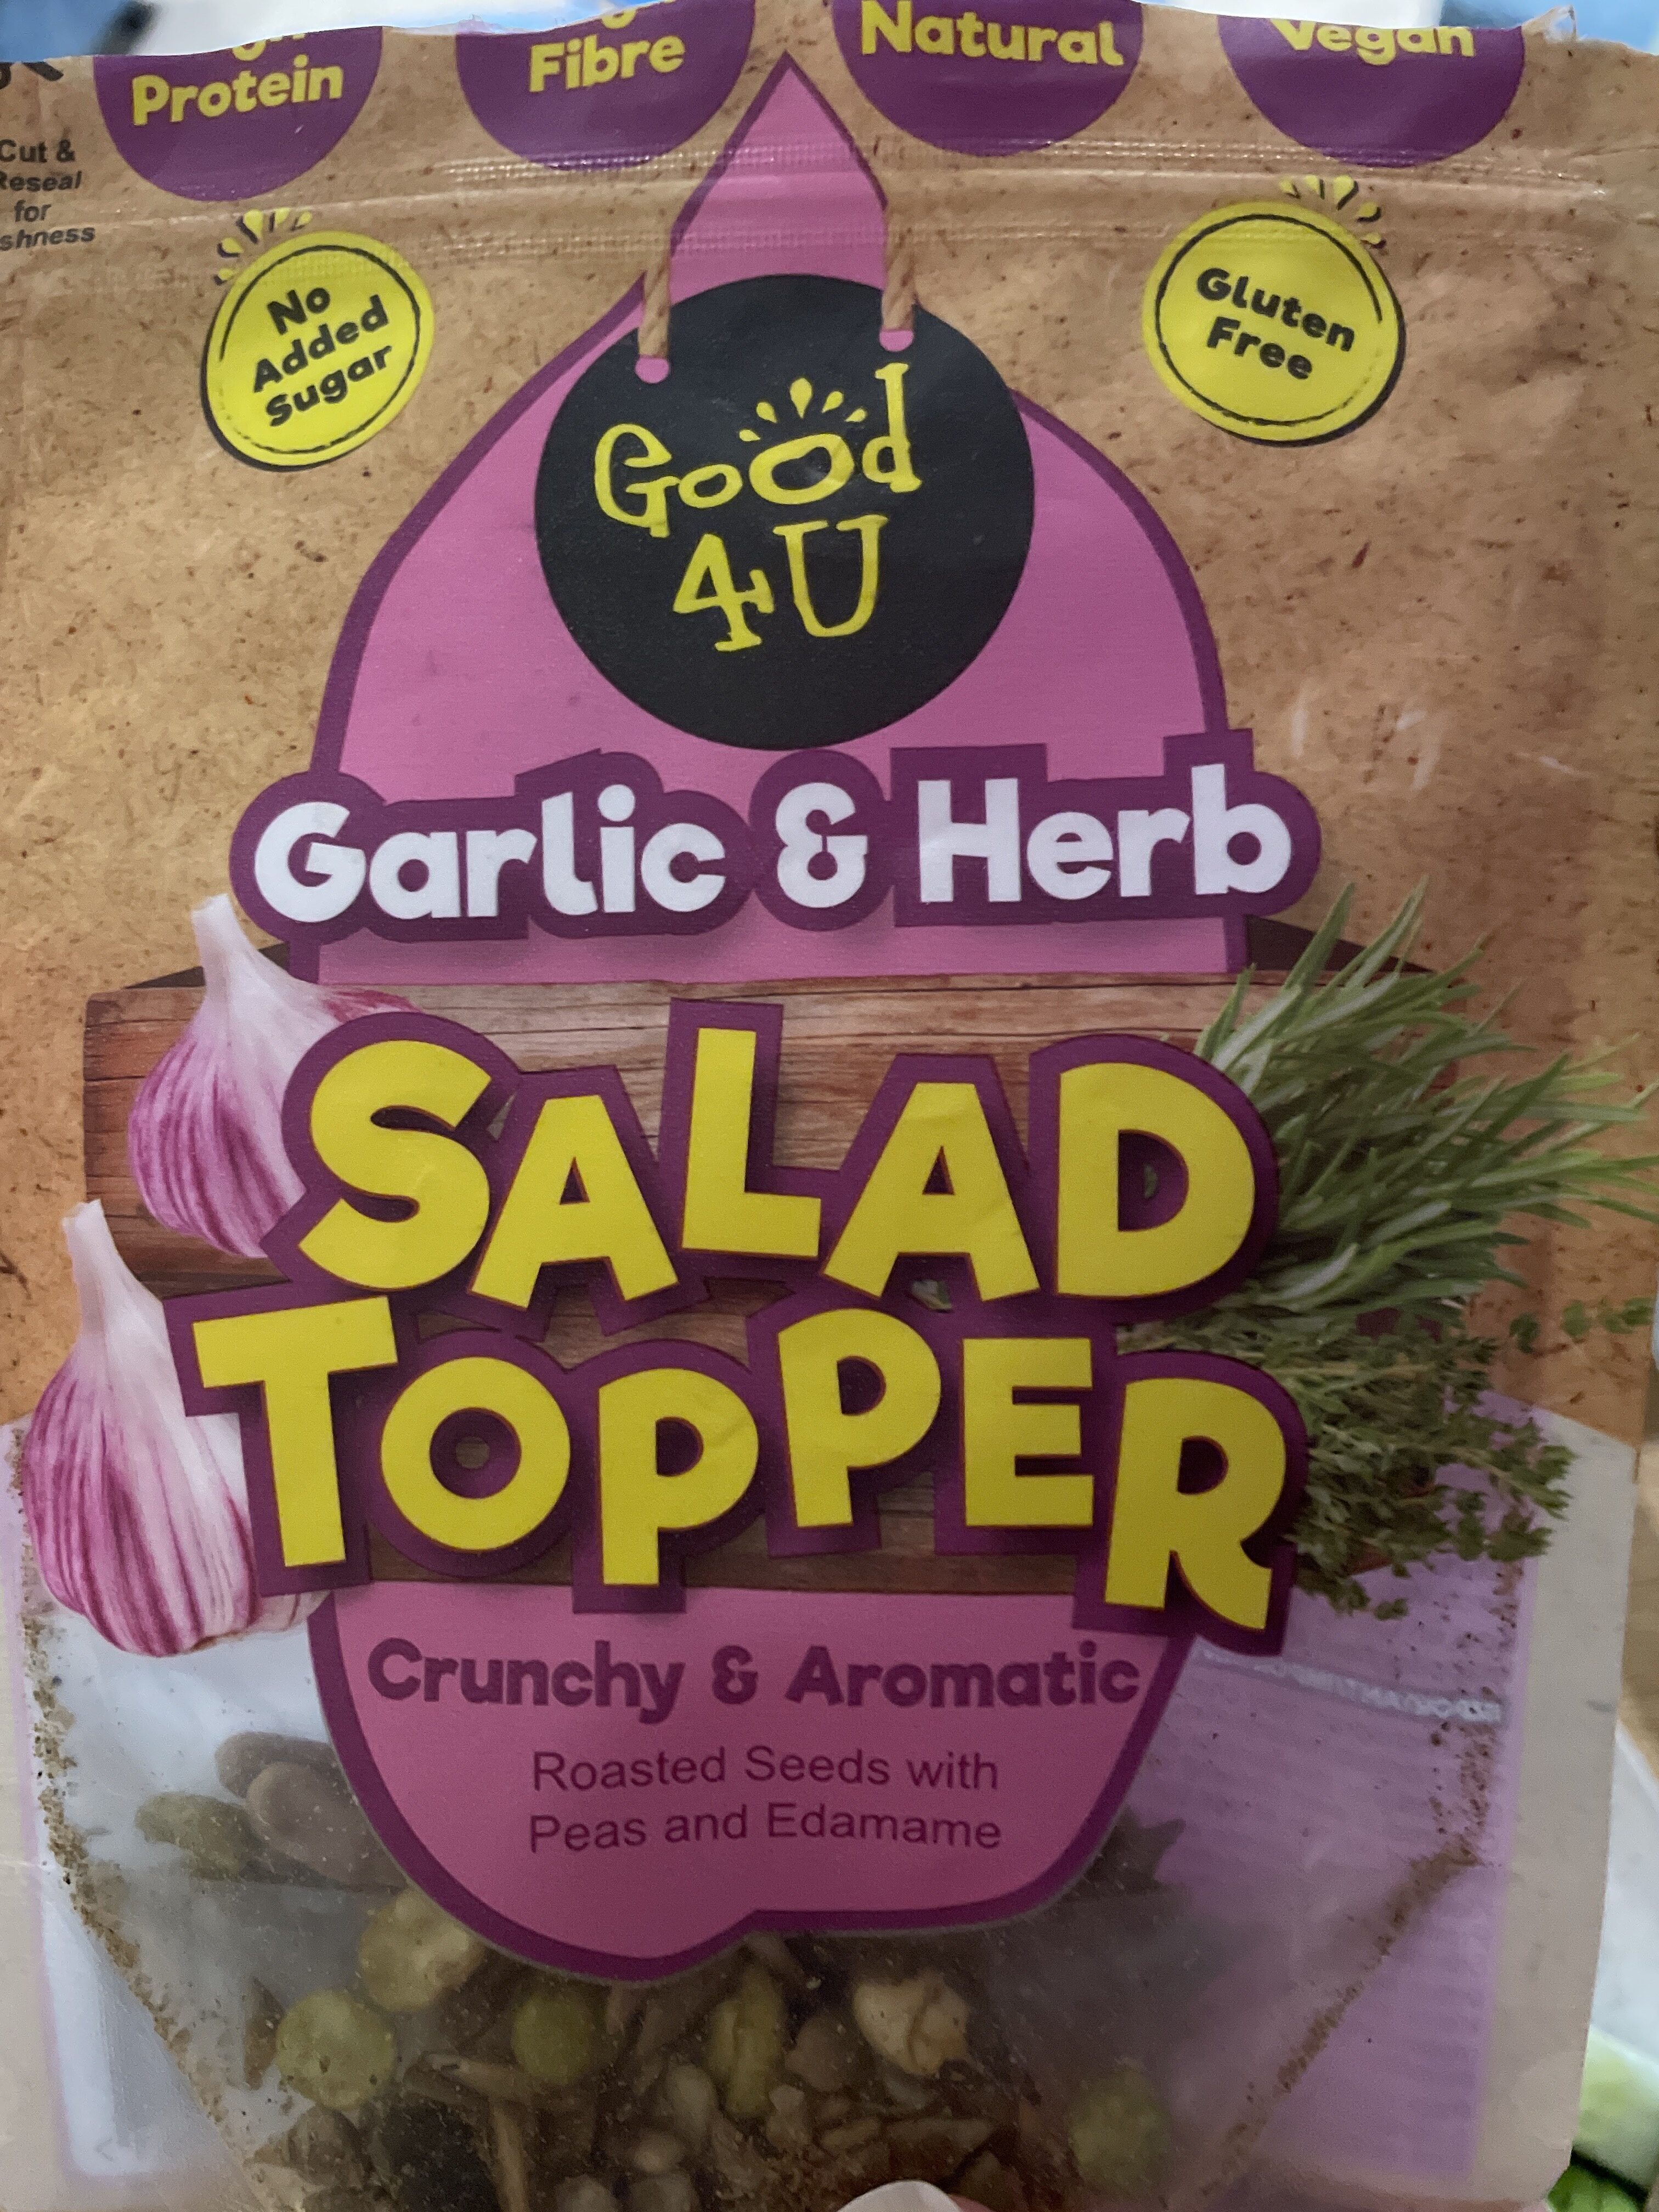 Protein
Fibre
Natural
Vegan
Cut &
Reseal
for
No
Added
Sugar
Gluten
Free
Good
4U
Garlic & Herb
SALAD
TOPPER
Crunchy & Aromatic
Roasted Seeds with
Peas and Edamame